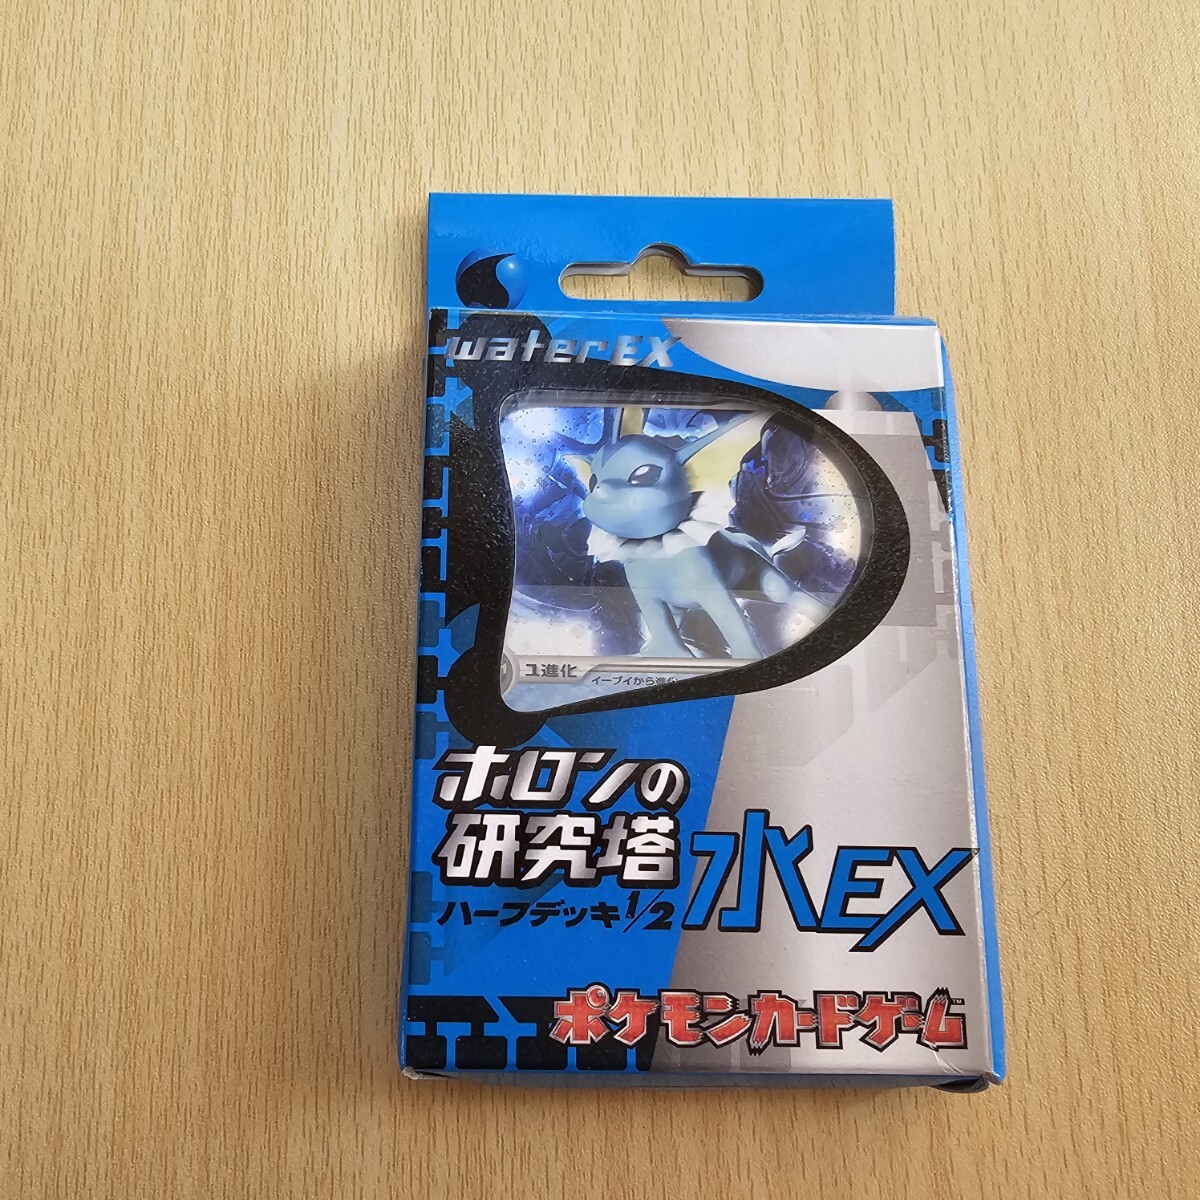 waterEX
1進化
イーブイから進化
ホロンの
研究塔
ハーフデッキ1/2
水EX
ポケモンカードゲーム™